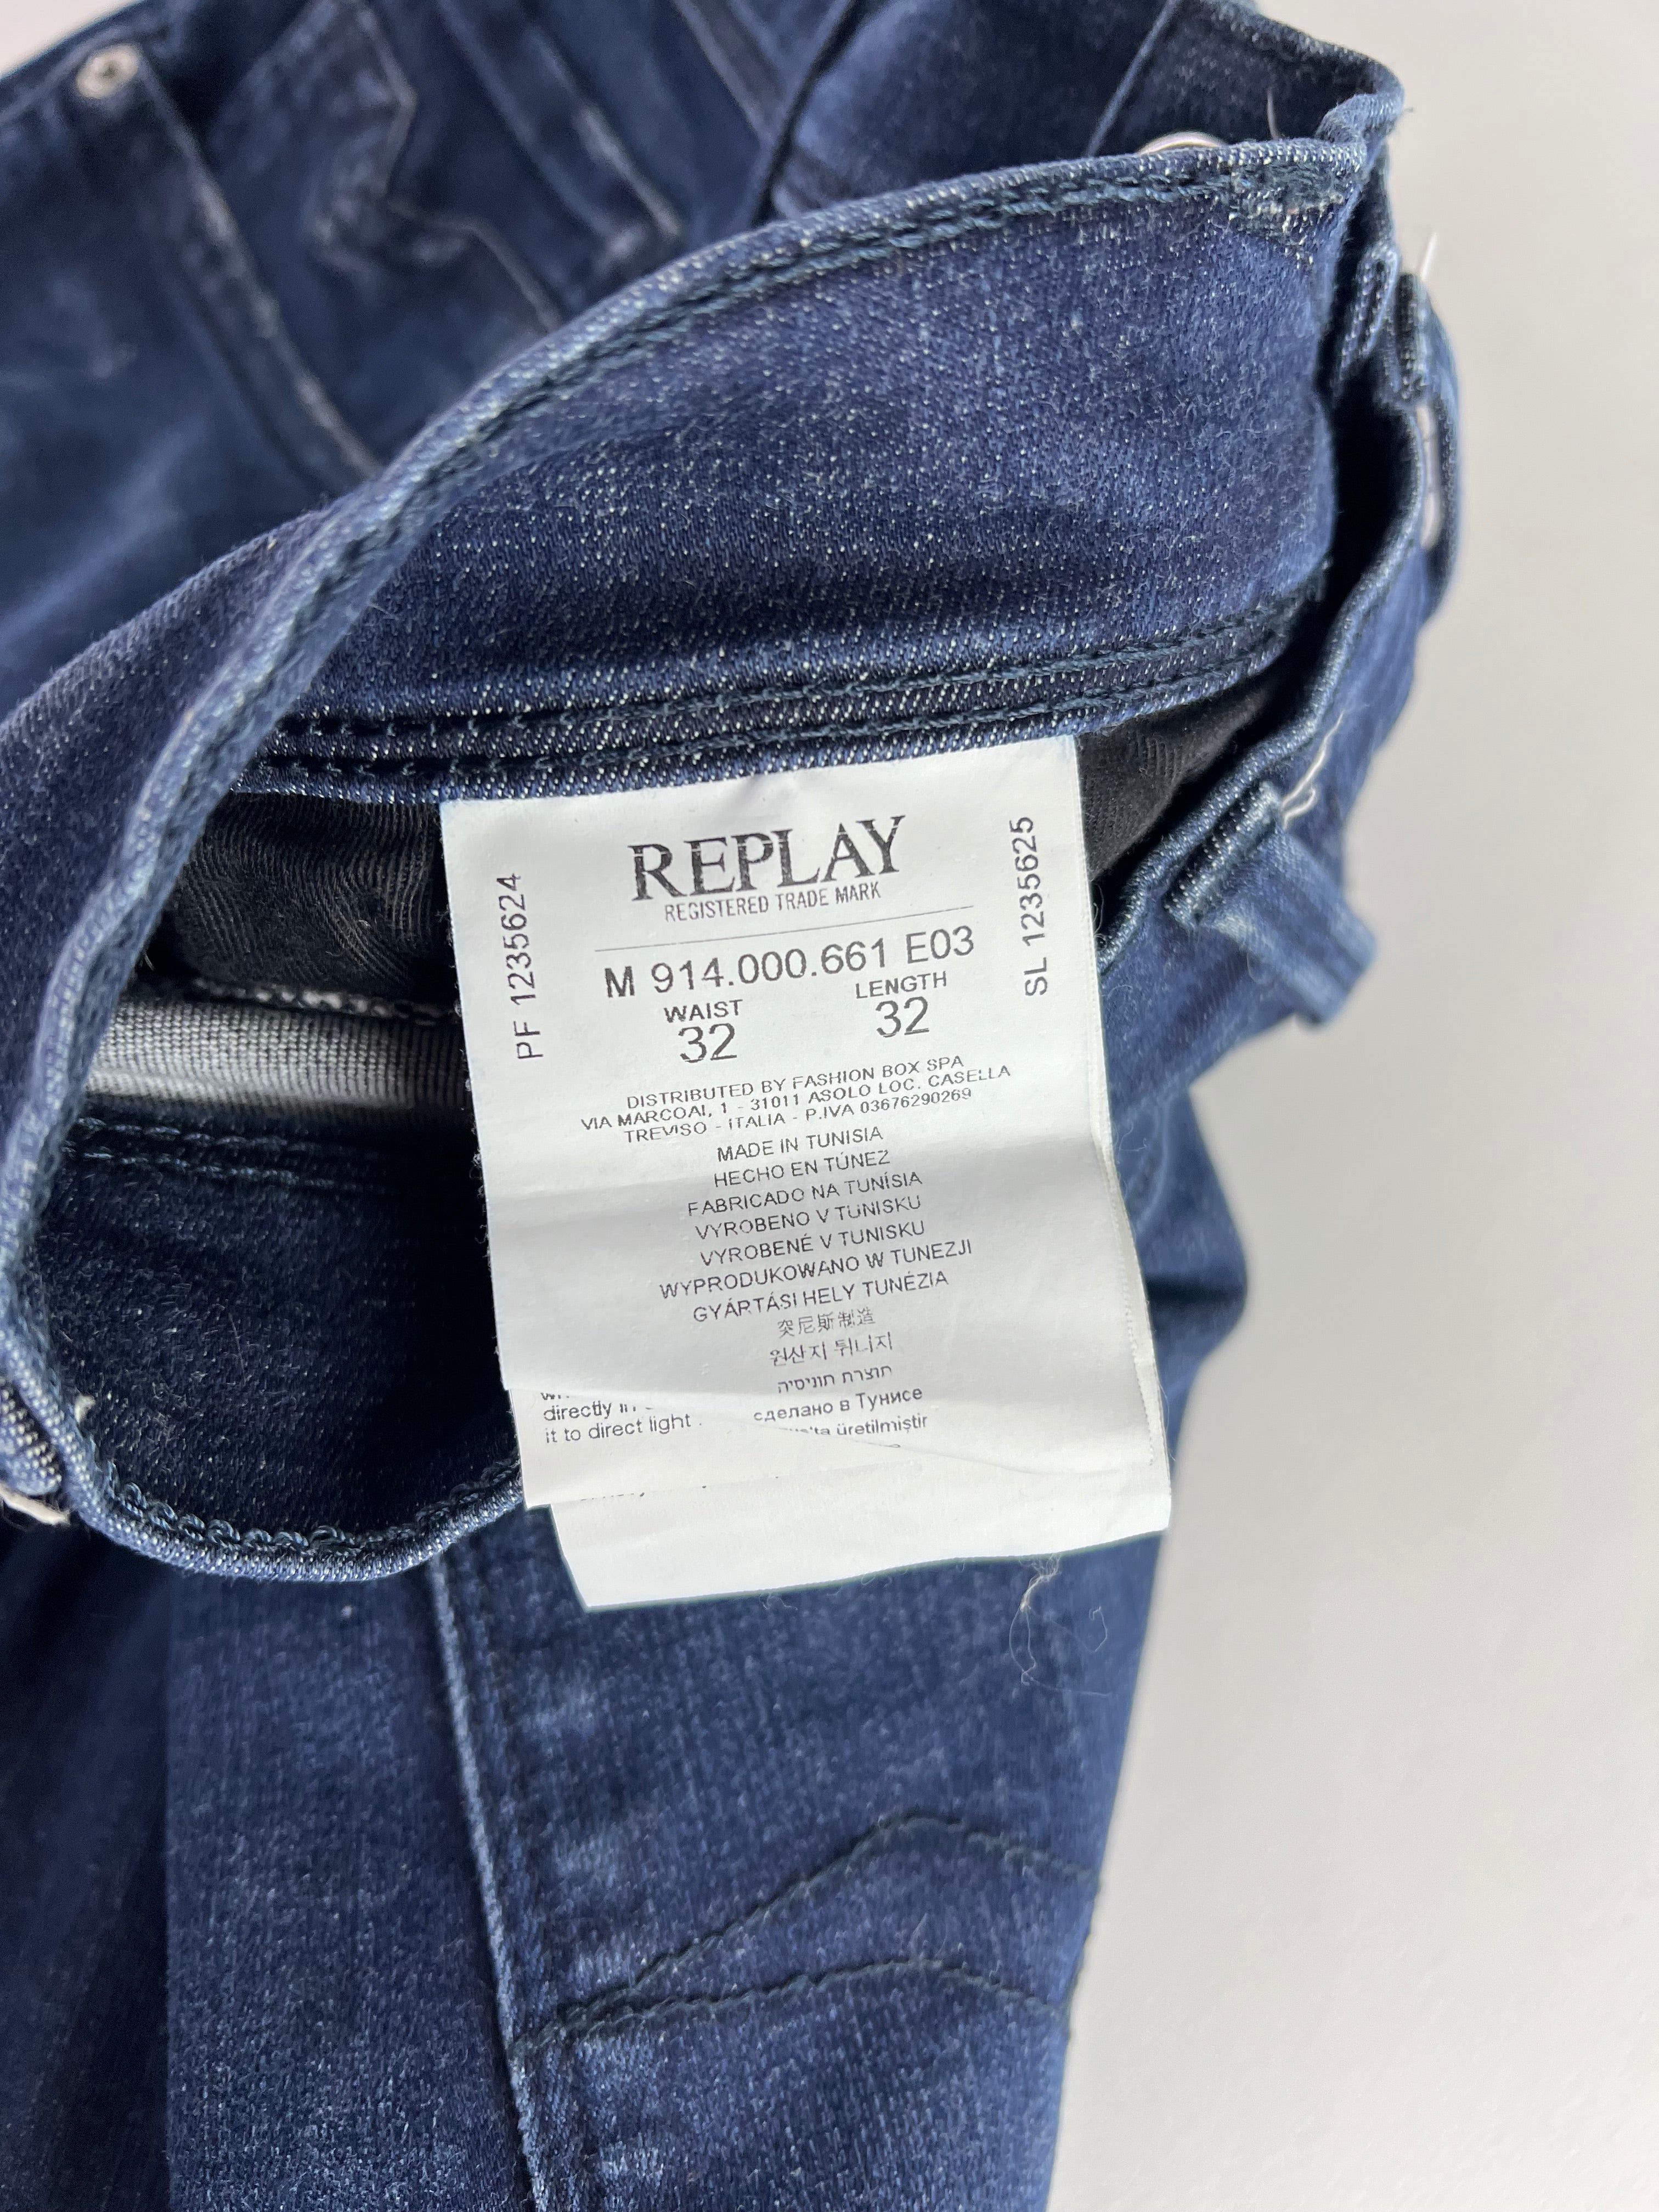 REPLAY
REGISTERED TRADE MARK
PF 1235624
SL 1235625
M 914.000.661 E03
WAIST LENGTH
32 32
DISTRIBUTED BY FASHION BOX SPA
VIA MARCOAI, 1 - 31011 ASOLO LOC. CASELLA
TREVISO - ITALIA - P.IVA 03676290269
MADE IN TUNISIA
HECHO EN TÚNEZ
FABRICADO NA TUNÍSIA
VYROBENO V TUNISKU
VYROBENÉ V TUNISKU
WYPRODUKOWANO W TUNEZJI
GYÁRTÁSI HELY TUNÉZIA
突尼斯制造
원산지 튀니지
תוצרת תוניסיה
сделано в Тунисе
üretilmiştir
directly in
it to direct light